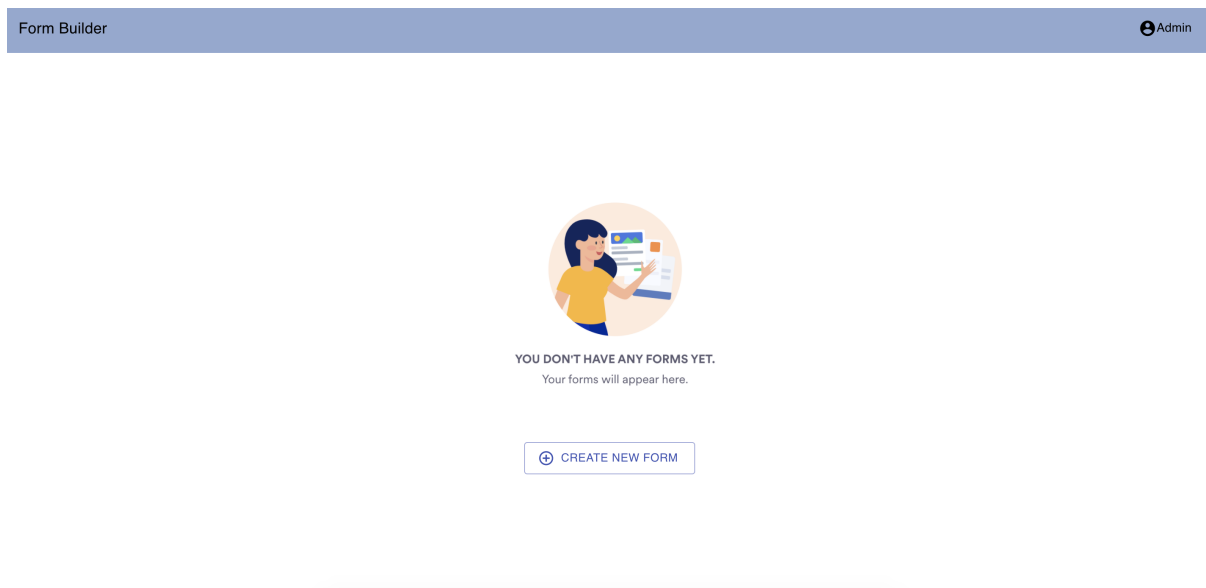 Form Builder
Admin
YOU DON'T HAVE ANY FORMS YET.
Your forms will appear here.
CREATE NEW FORM